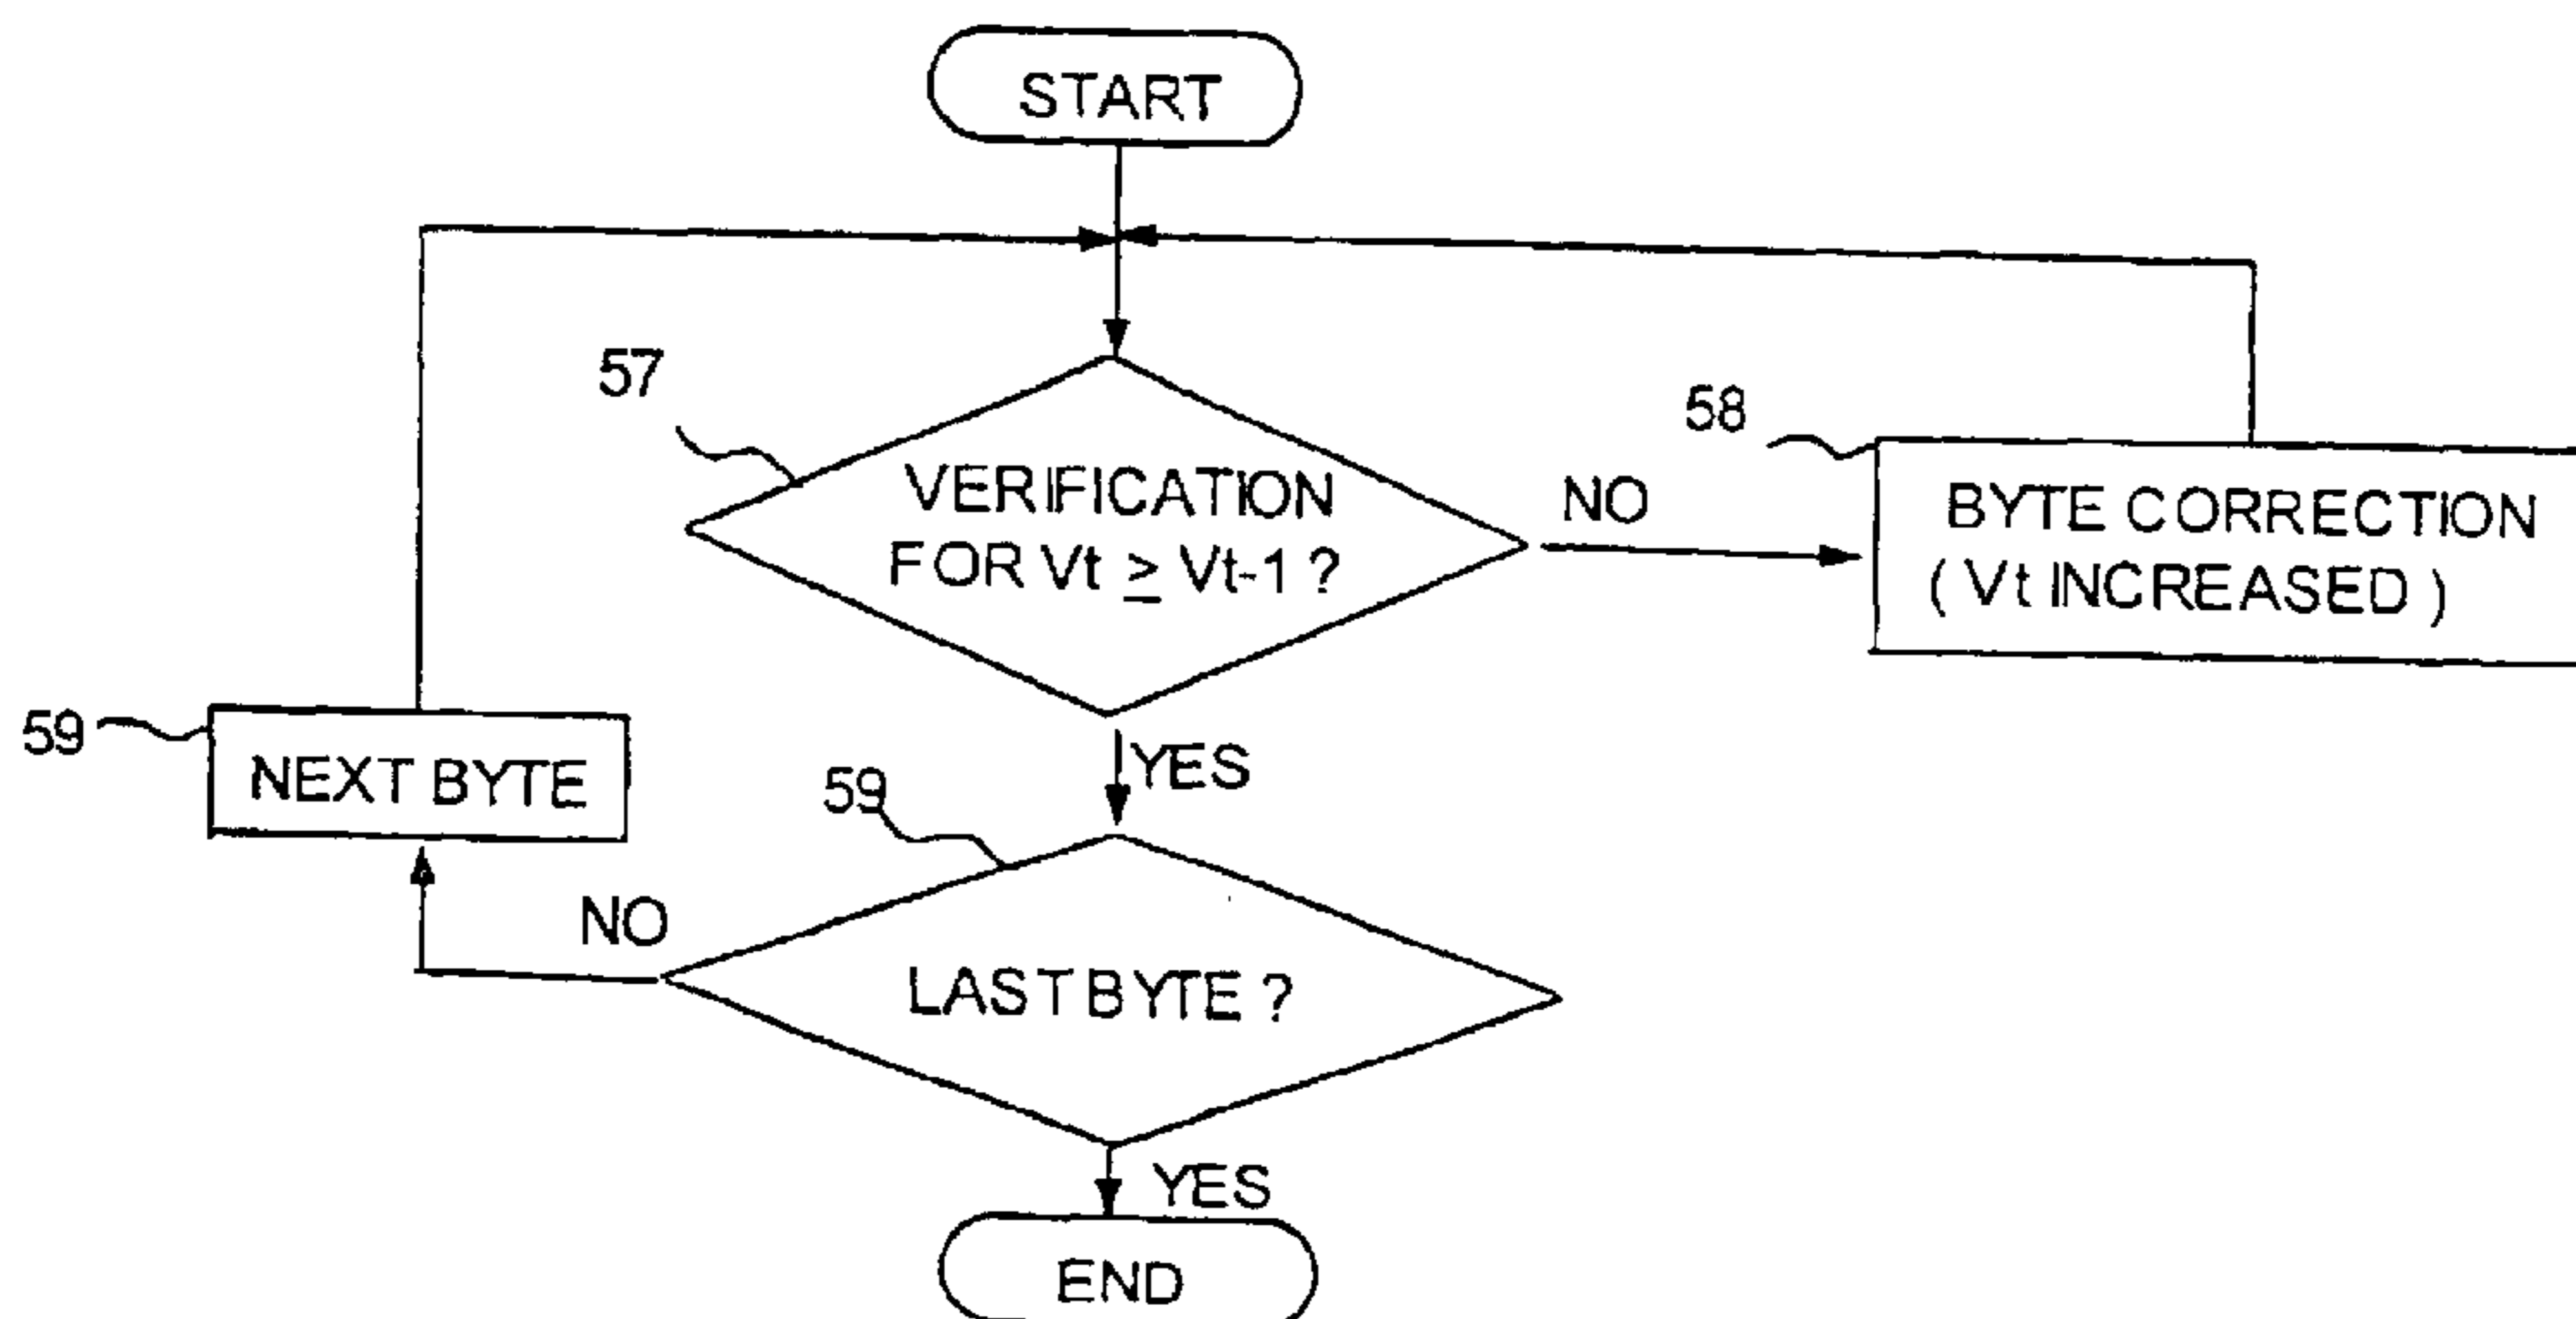 START
57
VERIFICATION
FOR Vt ≥ Vt-1 ?
NO
58
BYTE CORRECTION
( Vt INCREASED )
YES
59
NEXT BYTE
59
NO
LAST BYTE ?
YES
END